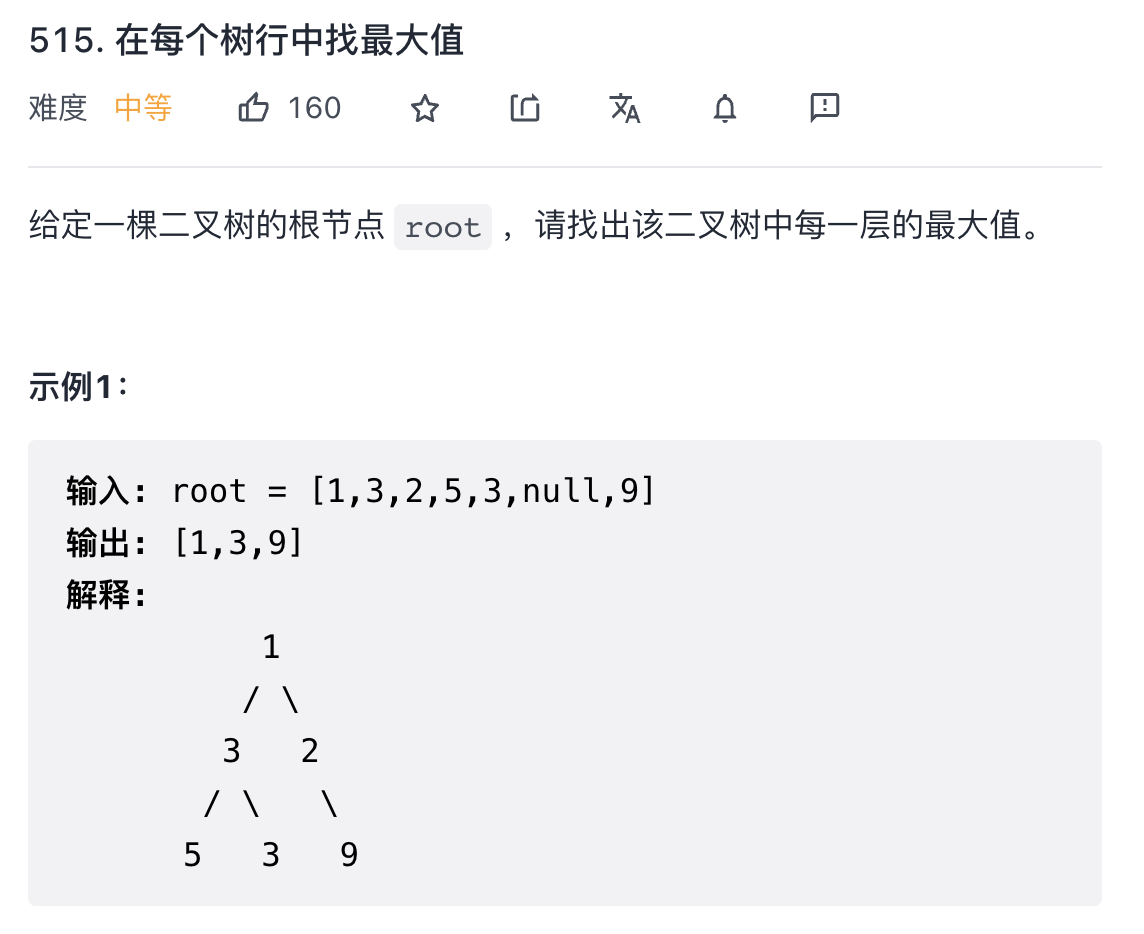 515. 在每个树行中找最大值
难度 中等 160 文A
给定一棵二叉树的根节点 root ，请找出该二叉树中每一层的最大值。
示例1：
输入: root = [1,3,2,5,3,null,9]
输出: [1,3,9]
解释:
1
/ \
3 2
/ \ \
5 3 9